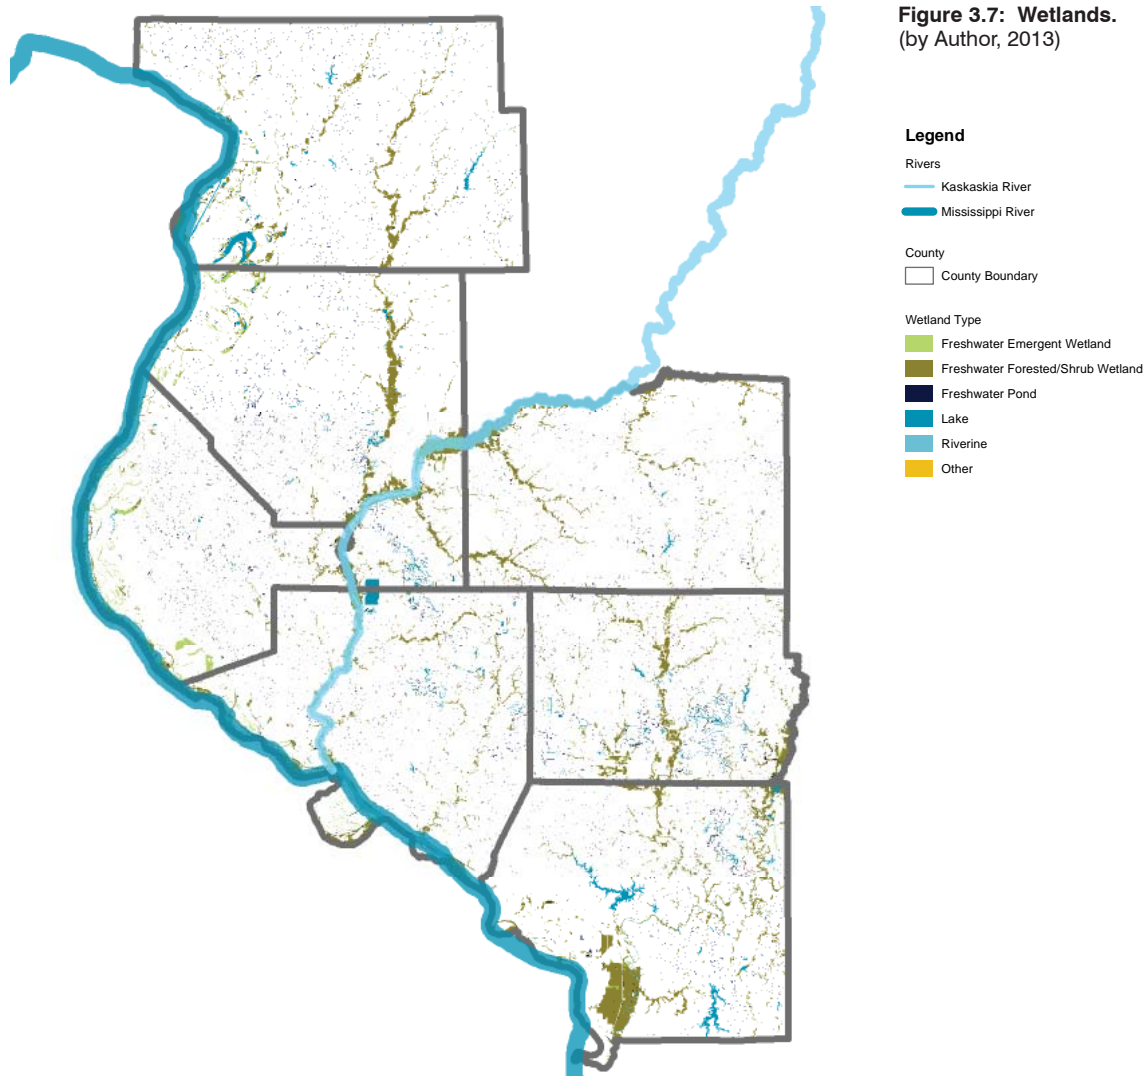 Figure 3.7:  Wetlands.
(by Author, 2013)
Legend
Rivers
Kaskaskia River
Mississippi River
County
County Boundary
Wetland Type
Freshwater Emergent Wetland
Freshwater Forested/Shrub Wetland
Freshwater Pond
Lake
Riverine
Other